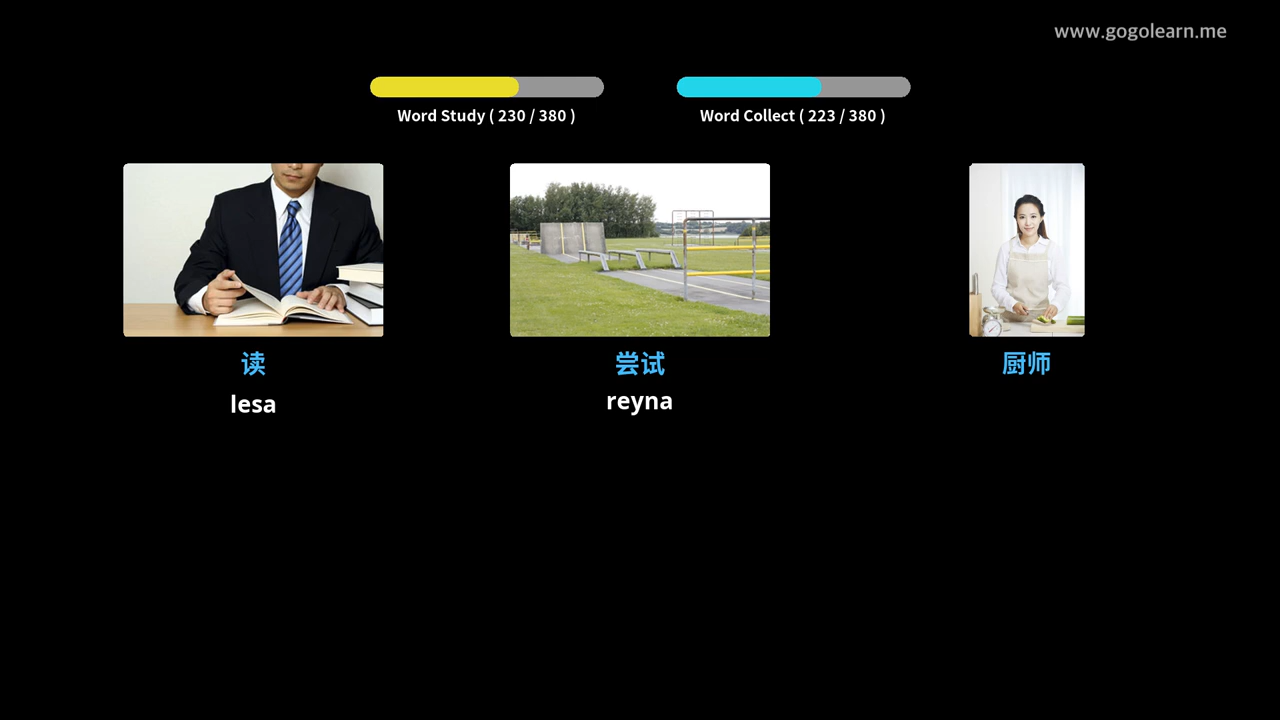 www.gogolearn.me
Word Study ( 230 / 380 )
Word Collect ( 223 / 380 )
读
尝试
厨师
lesa
reyna